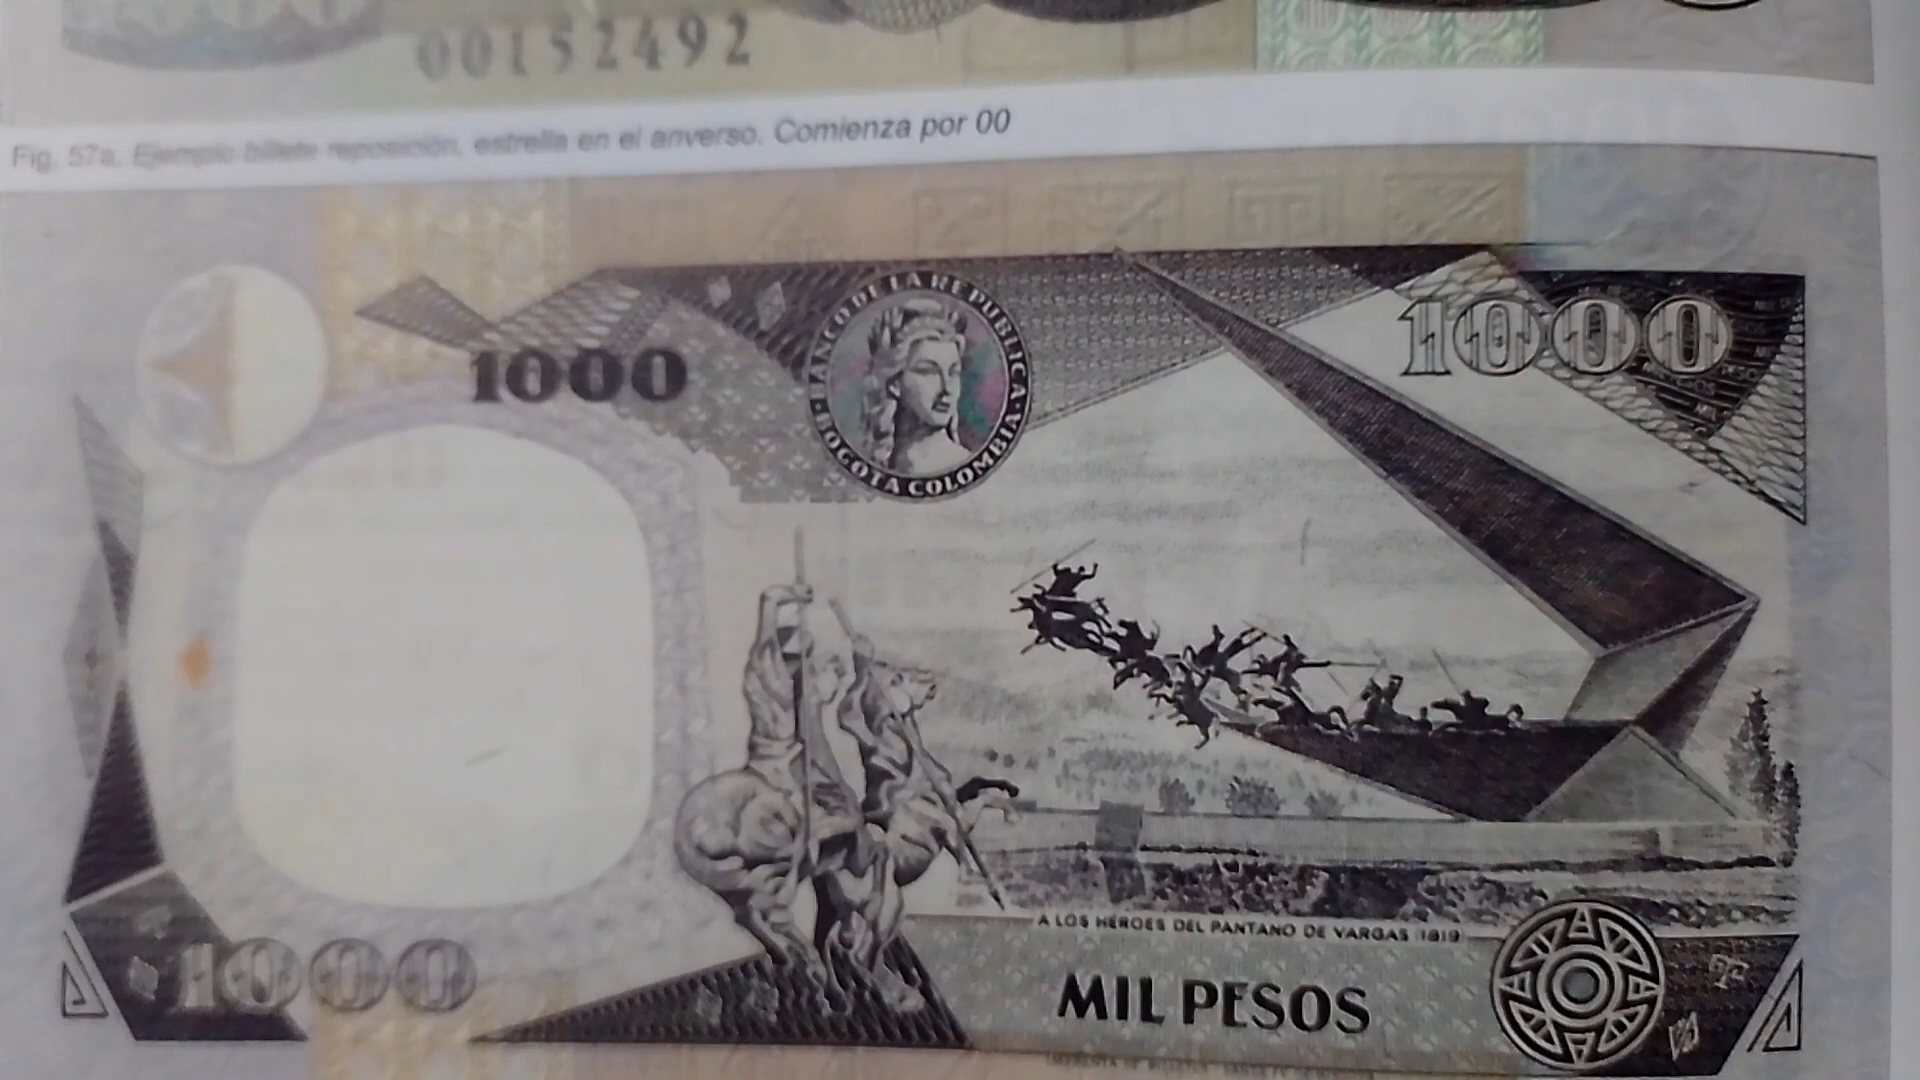 00152492
Fig. 57a. Ejemplo billete reposición, estrella en el anverso. Comienza por 00
1000
BANCO DE LA REPUBLICA
BOGOTA COLOMBIA
1000
A LOS HEROES DEL PANTANO DE VARGAS (1819)
1000
MIL PESOS